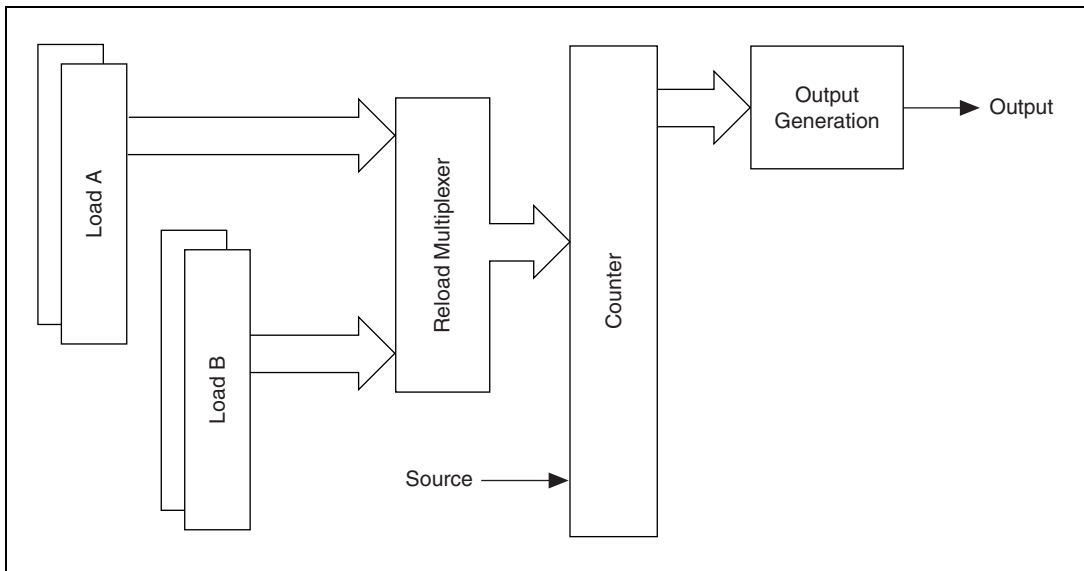 Load A
Load B
Reload Multiplexer
Counter
Source
Output
Generation
Output